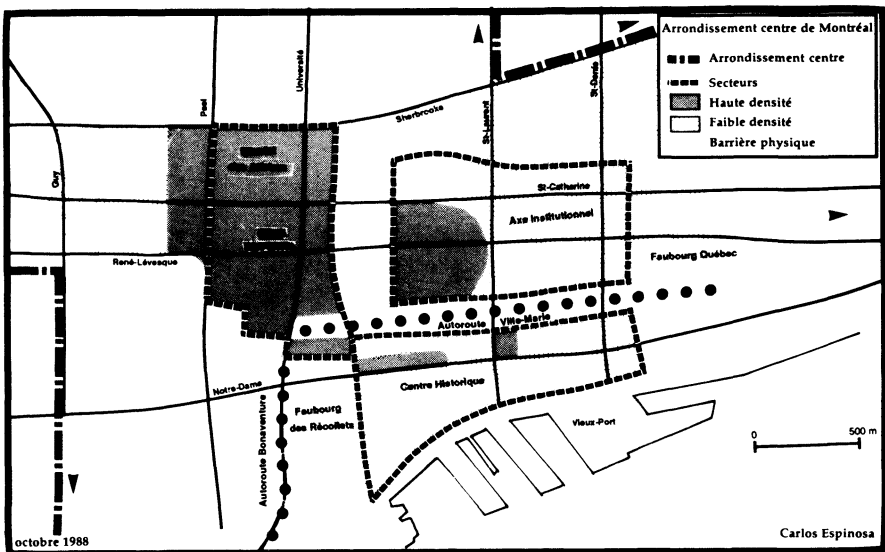 Arrondissement centre de Montréal
Arrondissement centre
Secteurs
Haute densité
Faible densité
Barrière physique
Université
St-Denis
Peel
Sherbrooke
St-Laurent
Guy
St-Catharine
Axe Institutionnel
René-Lévesque
Faubourg Québec
Autoroute Ville-Marie
Notre-Dame
Centre Historique
Faubourg
des Récollets
Autoroute Bonaventure
Vieux-Port
0 500 m
octobre 1988
Carlos Espinosa